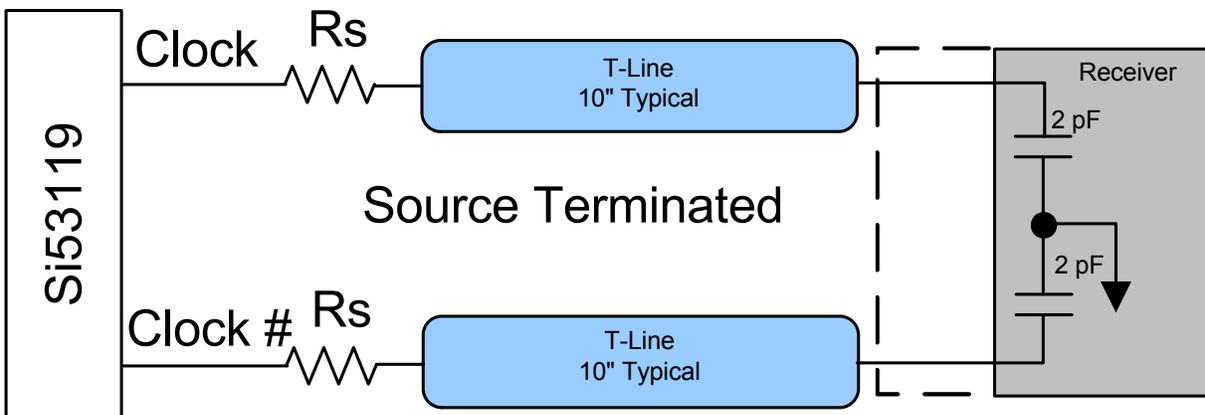 Si53119
Clock
Rs
T-Line
10" Typical
Receiver
2 pF
Source Terminated
2 pF
Clock #
Rs
T-Line
10" Typical